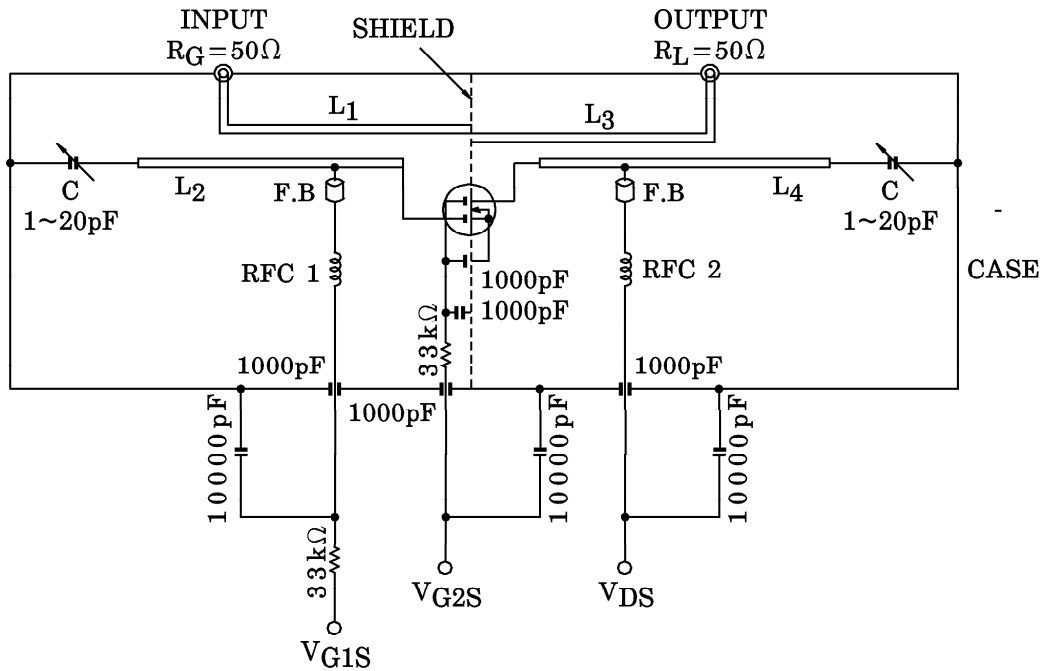 INPUT
RG=50Ω
SHIELD
OUTPUT
RL=50Ω
L1
L3
C
1~20pF
L2
F.B
F.B
L4
C
1~20pF
RFC 1
1000pF
1000pF
RFC 2
CASE
33kΩ
1000pF
1000pF
1000pF
10000pF
10000pF
10000pF
33kΩ
VG2S
VDS
VG1S